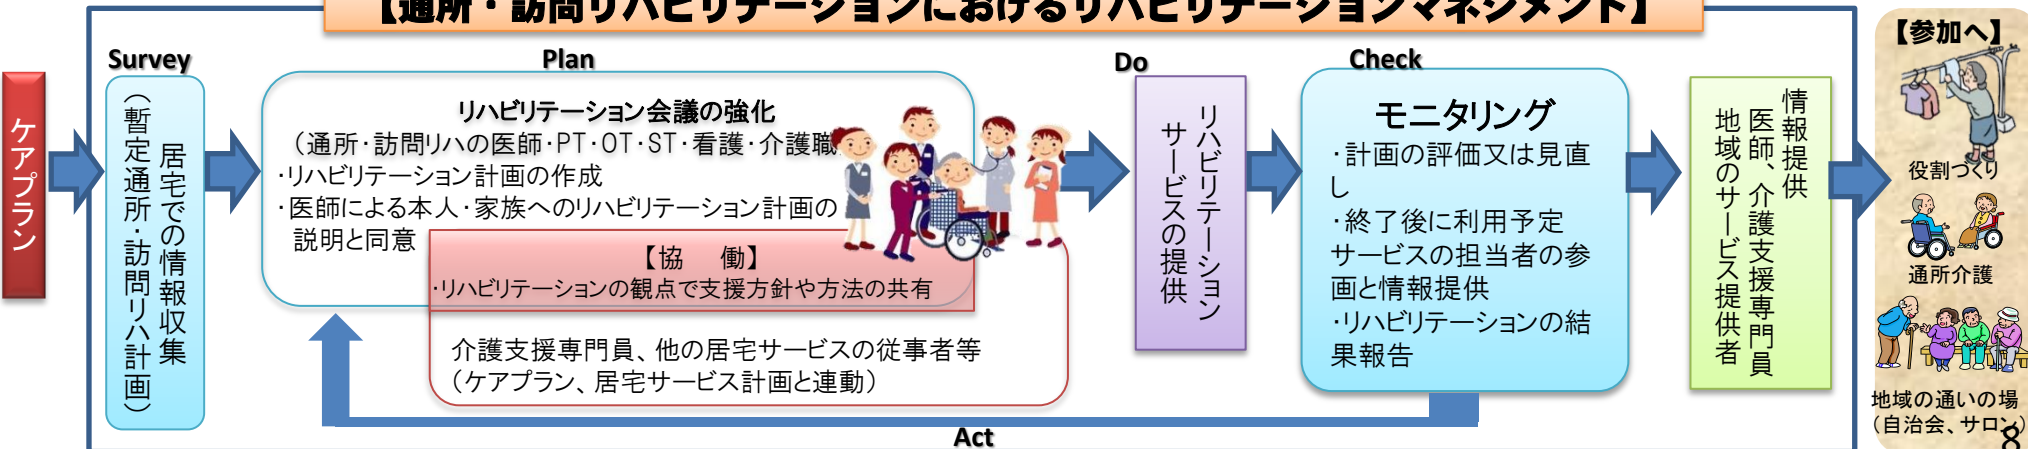 【通所・訪問リハビリテーションにおけるリハビリテーションマネジメント】
ケアプラン
Survey
居宅での情報収集
（暫定通所・訪問リハ計画）
Plan
リハビリテーション会議の強化
（通所・訪問リハの医師・PT・OT・ST・看護・介護職
・リハビリテーション計画の作成
・医師による本人・家族へのリハビリテーション計画の
説明と同意
【協　働】
・リハビリテーションの観点で支援方針や方法の共有
介護支援専門員、他の居宅サービスの従事者等
（ケアプラン、居宅サービス計画と連動）
Do
リハビリテーション
サービスの提供
Check
モニタリング
・計画の評価又は見直
し
・終了後に利用予定
サービスの担当者の参
画と情報提供
・リハビリテーションの結
果報告
Act
情報提供
医師、介護支援専門員
地域のサービス提供者
【参加へ】
役割づくり
通所介護
地域の通いの場
（自治会、サロン）
8